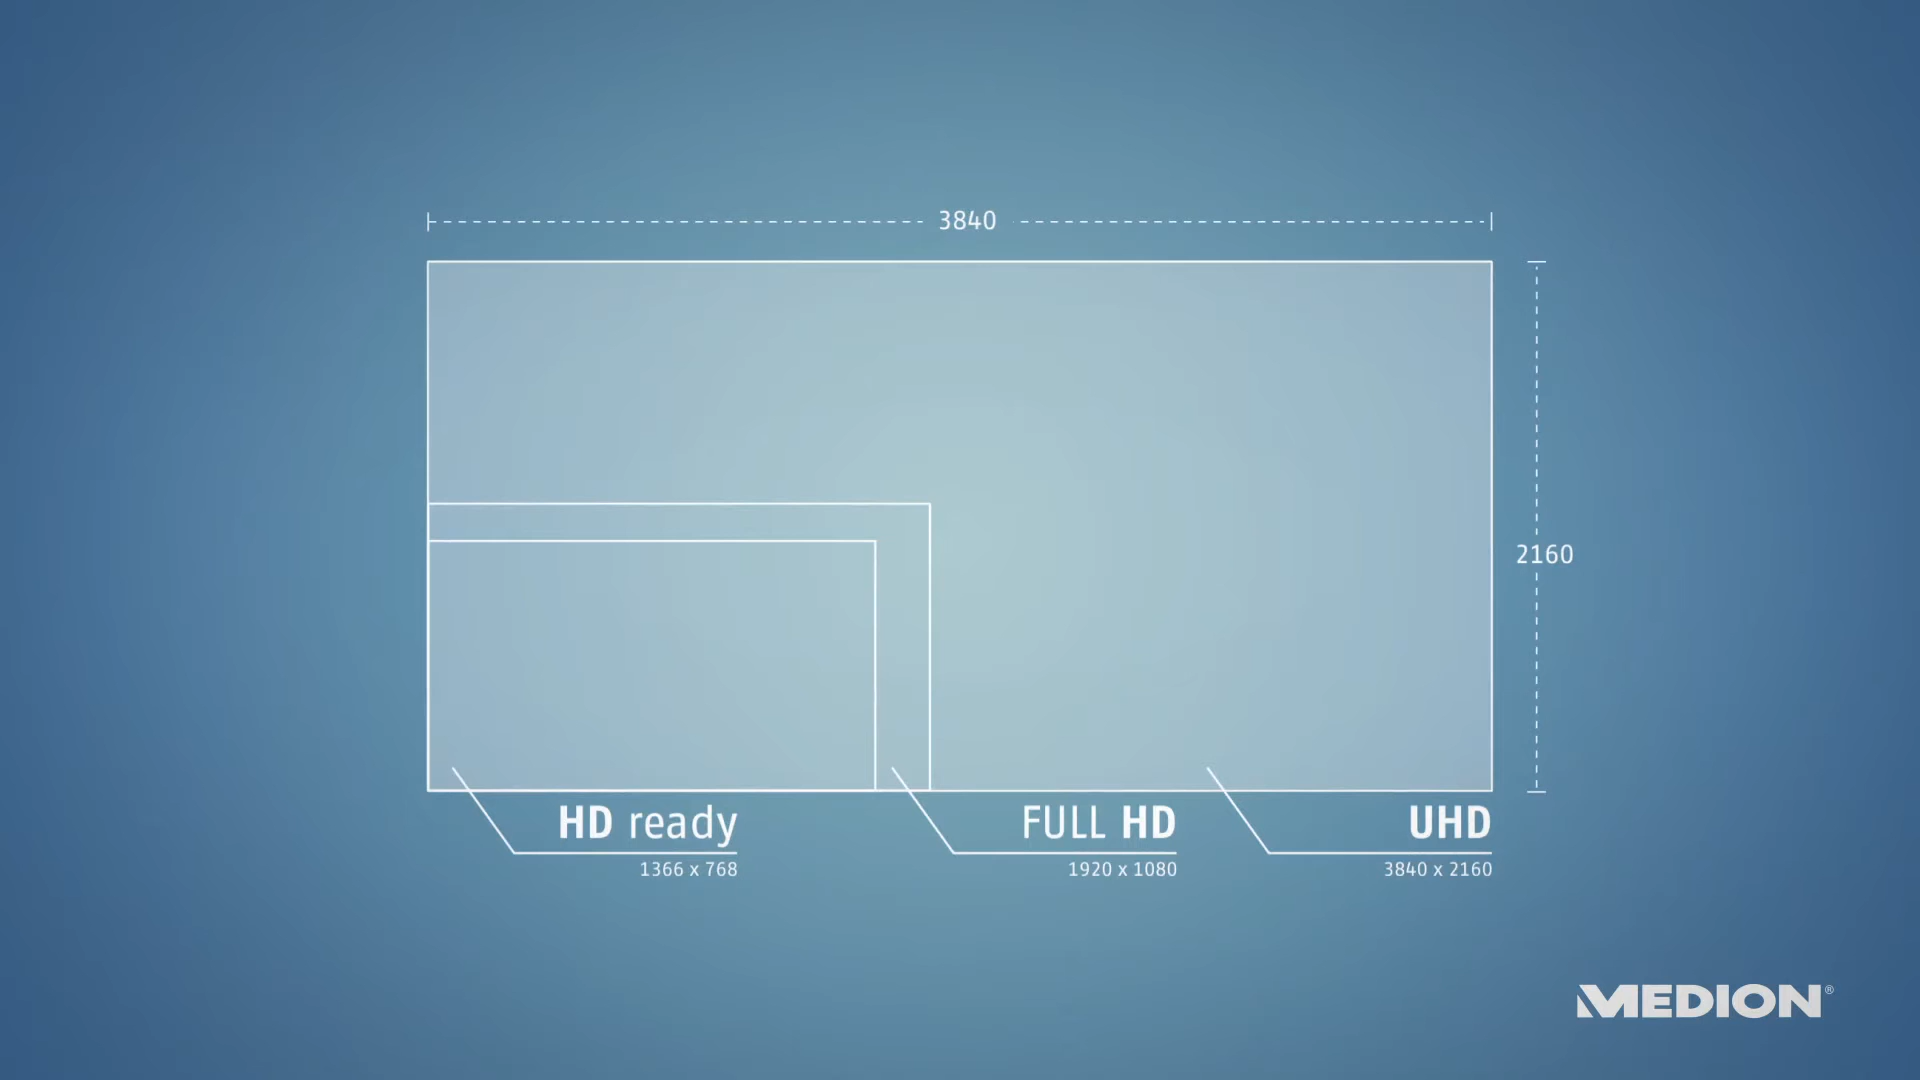 3840
2160
HD ready
1366 x 768
FULL HD
1920 x 1080
UHD
3840 x 2160
MEDION®